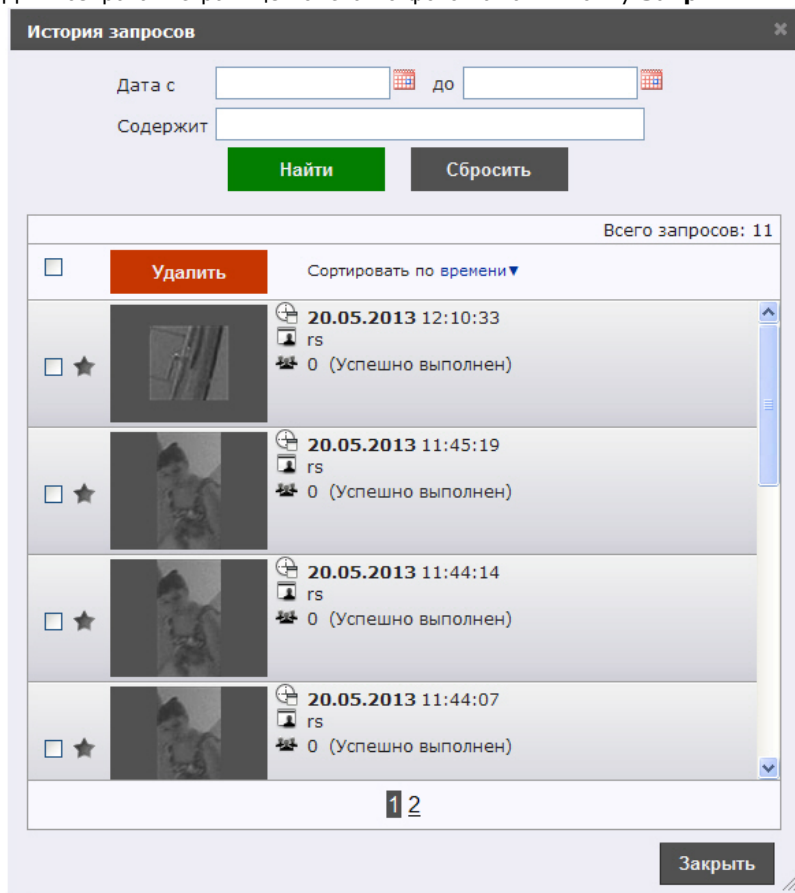 История запросов
Дата с до
Содержит
Найти Сбросить
Всего запросов: 11
Удалить Сортировать по времени▼
20.05.2013 12:10:33
rs
0 (Успешно выполнен)
20.05.2013 11:45:19
rs
0 (Успешно выполнен)
20.05.2013 11:44:14
rs
0 (Успешно выполнен)
20.05.2013 11:44:07
rs
0 (Успешно выполнен)
1 2
Закрыть